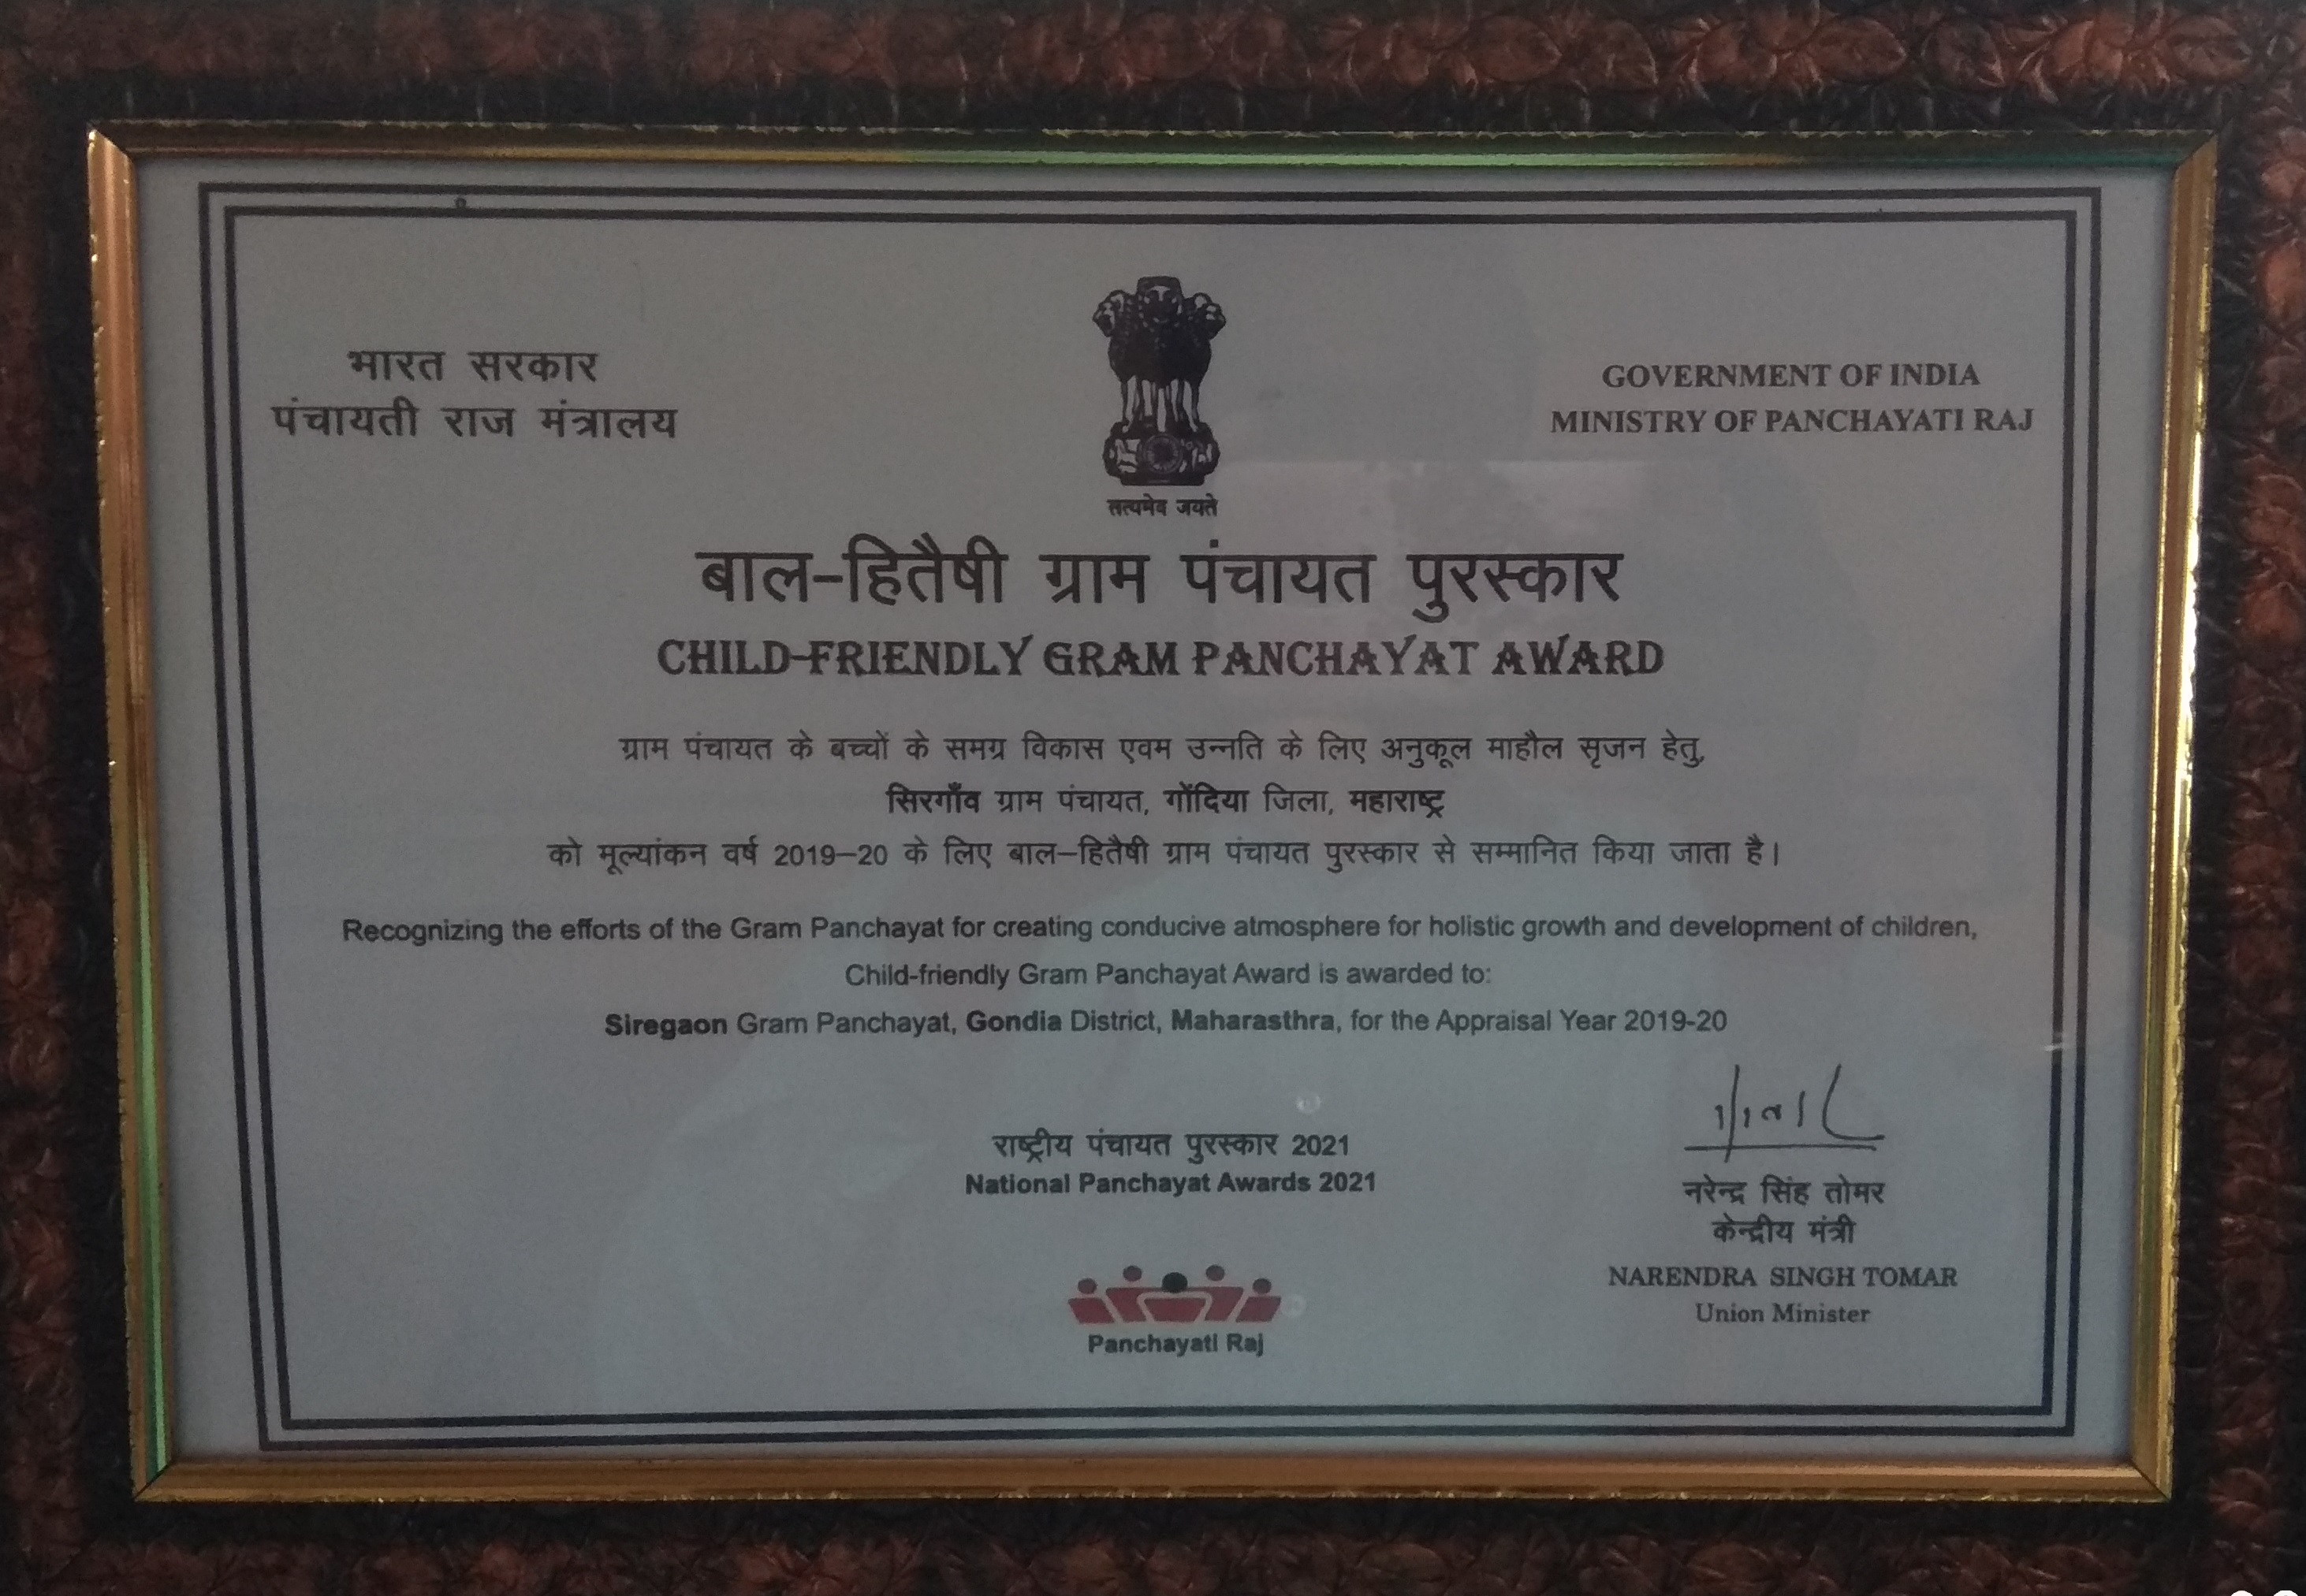 भारत सरकार
पंचायती राज मंत्रालय
GOVERNMENT OF INDIA
MINISTRY OF PANCHAYATI RAJ
सत्यमेव जयते
बाल-हितैषी ग्राम पंचायत पुरस्कार
CHILD-FRIENDLY GRAM PANCHAYAT AWARD
ग्राम पंचायत के बच्चों के समग्र विकास एवम उन्नति के लिए अनुकूल माहौल सृजन हेतु,
सिरगाँव ग्राम पंचायत, गोंदिया जिला, महाराष्ट्र
को मूल्यांकन वर्ष 2019-20 के लिए बाल-हितैषी ग्राम पंचायत पुरस्कार से सम्मानित किया जाता है।
Recognizing the efforts of the Gram Panchayat for creating conducive atmosphere for holistic growth and development of children,
Child-friendly Gram Panchayat Award is awarded to:
Siregaon Gram Panchayat, Gondia District, Maharasthra, for the Appraisal Year 2019-20
राष्ट्रीय पंचायत पुरस्कार 2021
National Panchayat Awards 2021
Panchayati Raj
नरेन्द्र सिंह तोमर
केन्द्रीय मंत्री
NARENDRA SINGH TOMAR
Union Minister